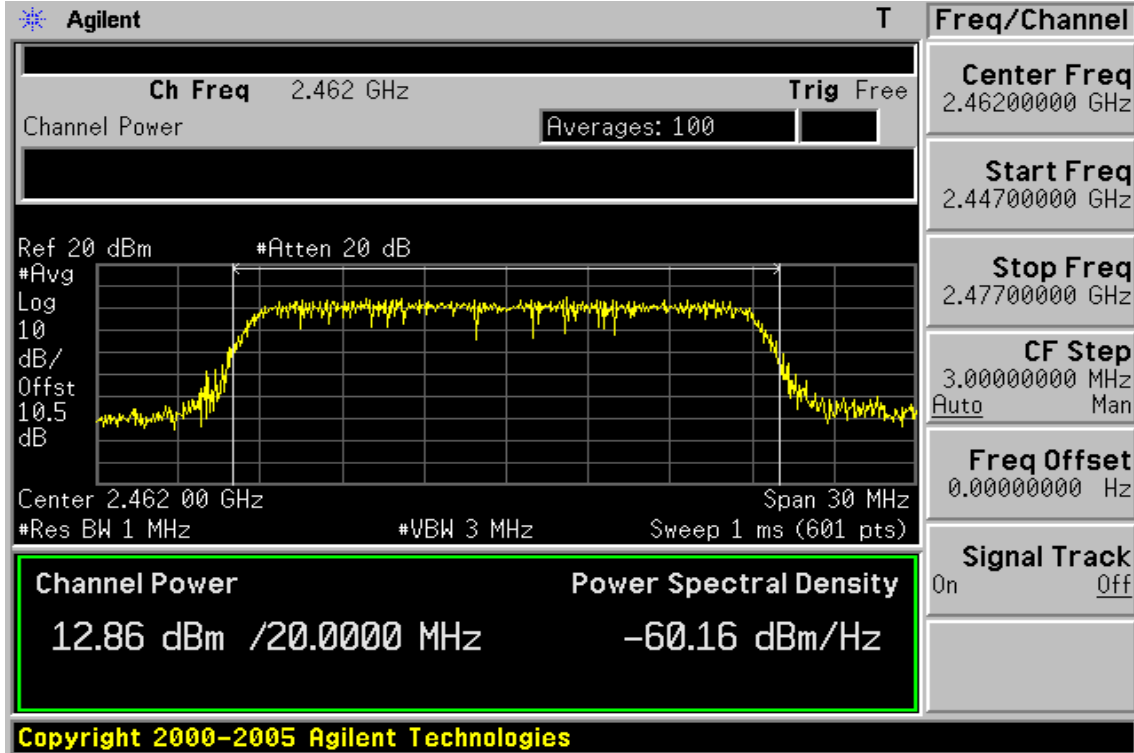 Agilent T Freq/Channel
Ch Freq 2.462 GHz Trig Free
Channel Power Averages: 100
Ref 20 dBm #Atten 20 dB
#Avg
Log
10
dB/
Offst
10.5
dB
Center 2.462 00 GHz Span 30 MHz
#Res BW 1 MHz #VBW 3 MHz Sweep 1 ms (601 pts)
Channel Power Power Spectral Density
12.86 dBm /20.0000 MHz -60.16 dBm/Hz
Center Freq
2.46200000 GHz
Start Freq
2.44700000 GHz
Stop Freq
2.47700000 GHz
CF Step
3.00000000 MHz
Auto Man
Freq Offset
0.00000000 Hz
Signal Track
On Off
Copyright 2000-2005 Agilent Technologies